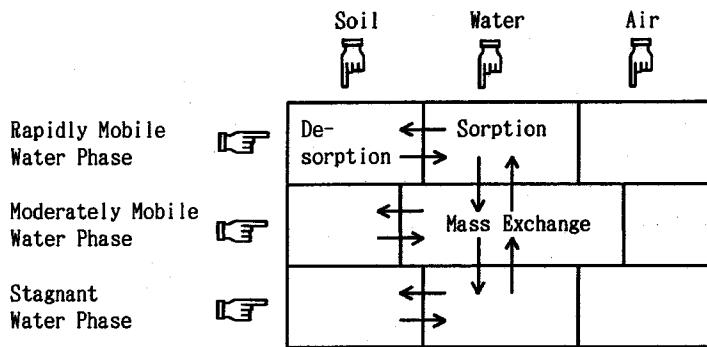 Soil Water Air
Rapidly Mobile
Water Phase
De-
sorption
Sorption
Moderately Mobile
Water Phase
Mass Exchange
Stagnant
Water Phase